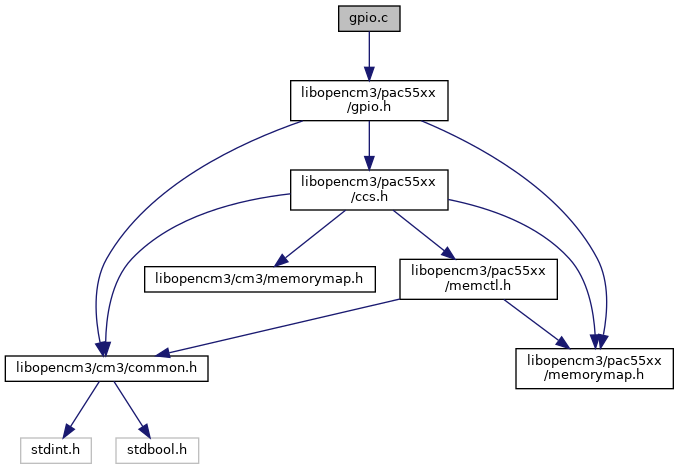 gpio.c
libopencm3/pac55xx
/gpio.h
libopencm3/pac55xx
/ccs.h
libopencm3/cm3/memorymap.h
libopencm3/pac55xx
/memctl.h
libopencm3/cm3/common.h
libopencm3/pac55xx
/memorymap.h
stdint.h
stdbool.h